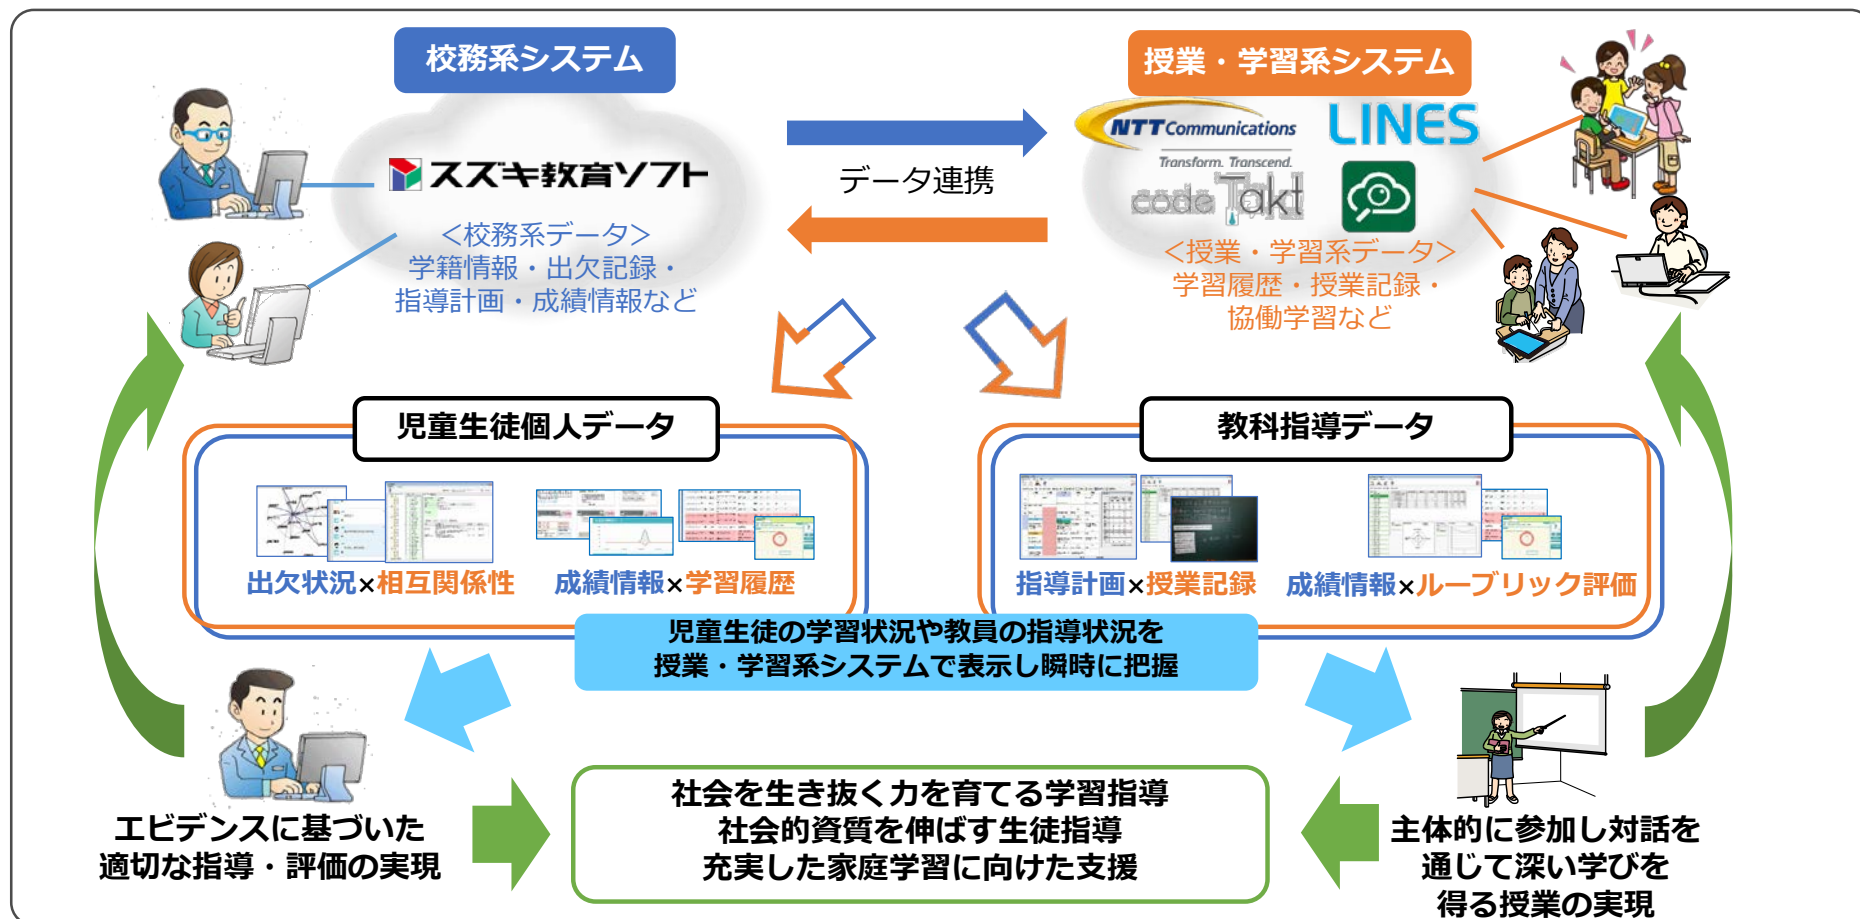 校務系システム
授業・学習系システム
スズキ教育ソフト
<校務系データ>
学籍情報・出欠記録・
指導計画・成績情報など
データ連携
NTT Communications
Transform. Transcend.
LINES
codeTakt
<授業・学習系データ>
学習履歴・授業記録・
協働学習など
児童生徒個人データ
教科指導データ
出欠状況×相互関係性
成績情報×学習履歴
指導計画×授業記録
成績情報×ルーブリック評価
児童生徒の学習状況や教員の指導状況を
授業・学習系システムで表示し瞬時に把握
エビデンスに基づいた
適切な指導・評価の実現
社会を生き抜く力を育てる学習指導
社会的資質を伸ばす生徒指導
充実した家庭学習に向けた支援
主体的に参加し対話を
通じて深い学びを
得る授業の実現